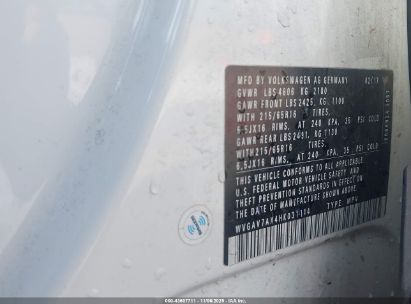 MFD BY VOLKSWAGEN AG GERMANY
GVWR LBS 4806 KG 2180
GAWR FRONT LBS 2425, KG. 1100
WITH 215/65R16 TIRES,
6.5JX16 RIMS, AT 240 KPA, 35 PSI COLD
GAWR REAR LBS 2491, KG 1130
WITH 215/65R16 TIRES,
6.5JX16 RIMS, AT 240 KPA, 35 PSI COLD
THIS VEHICLE CONFORMS TO ALL APPLICABLE
U.S. FEDERAL MOTOR VEHICLE SAFETY AND
THEFT PREVENTION STANDARDS IN EFFECT ON
THE DATE OF MANUFACTURE SHOWN ABOVE.
TYPE: MPV